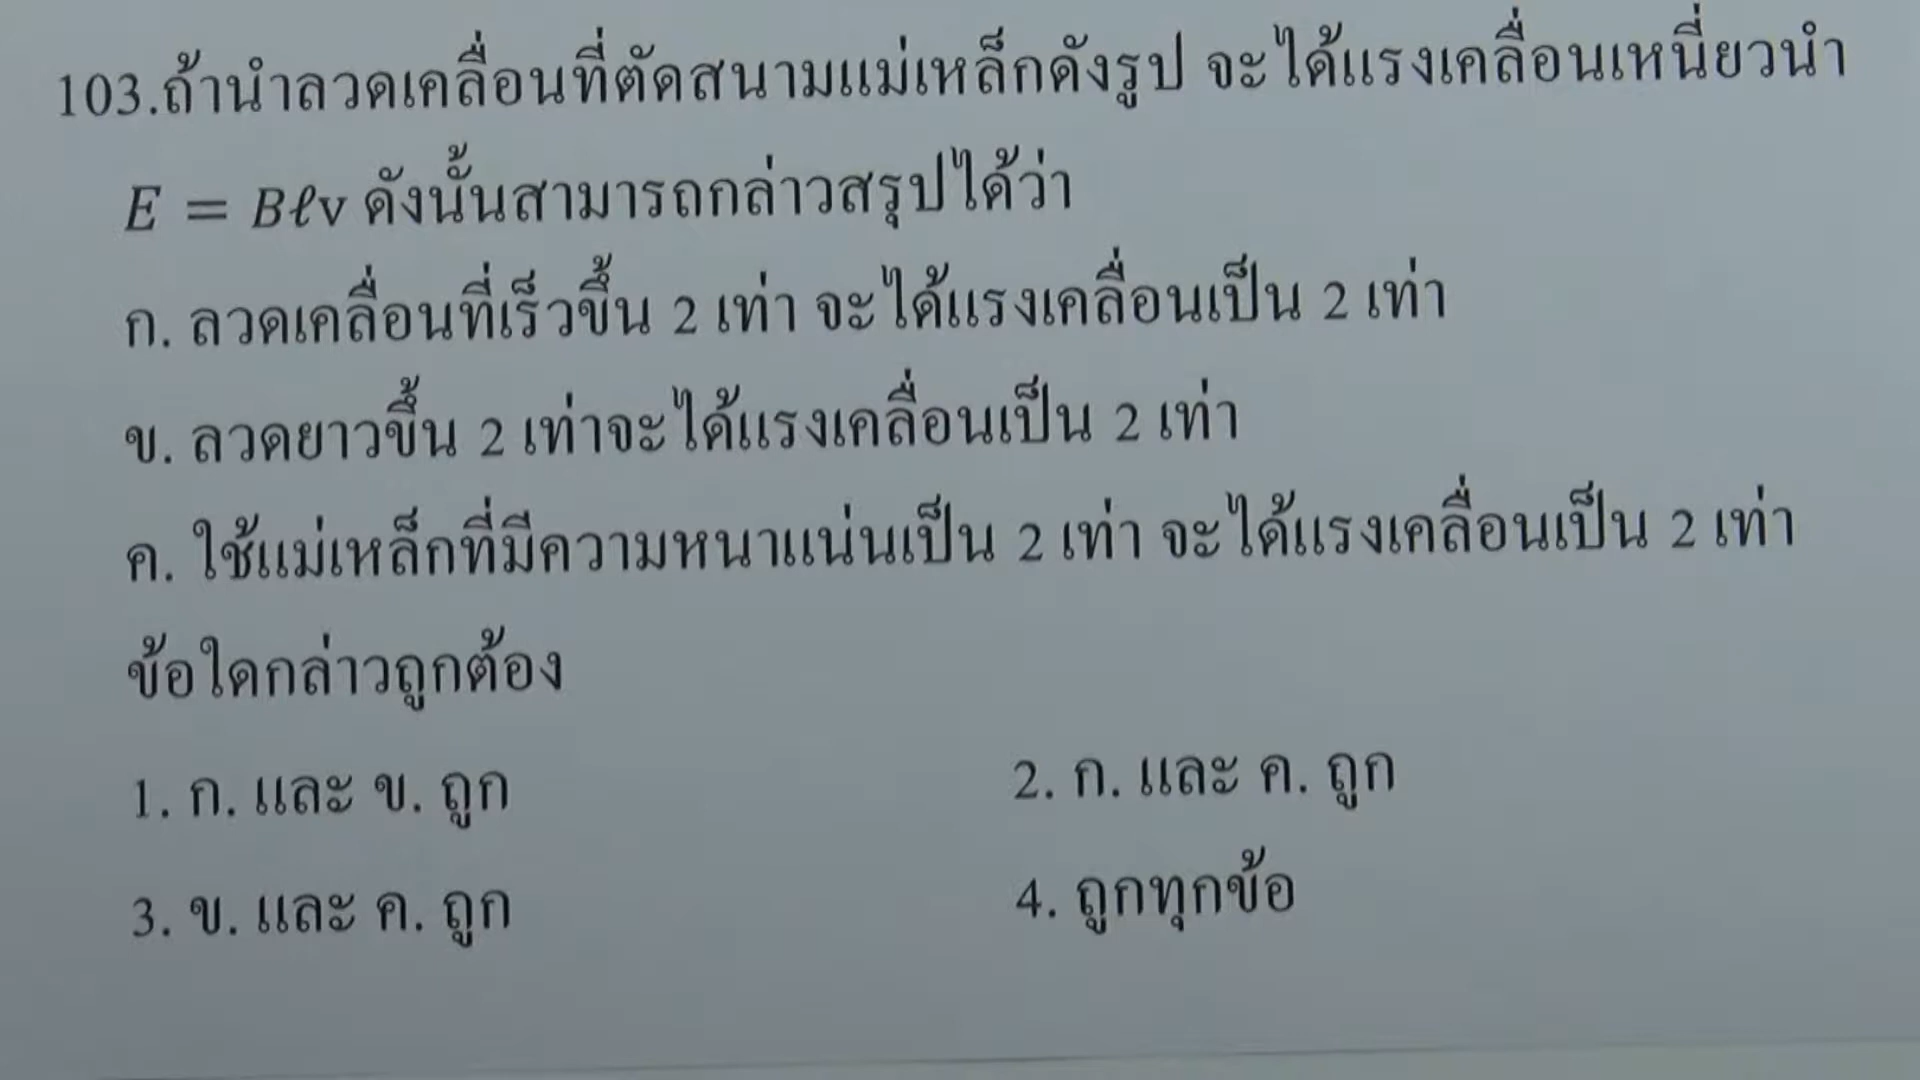 103.ถ้านำลวดเคลื่อนที่ตัดสนามแม่เหล็กดังรูป จะได้แรงเคลื่อนเหนี่ยวนำ
E = Bℓv ดังนั้นสามารถกล่าวสรุปได้ว่า
ก. ลวดเคลื่อนที่เร็วขึ้น 2 เท่า จะได้แรงเคลื่อนเป็น 2 เท่า
ข. ลวดยาวขึ้น 2 เท่าจะได้แรงเคลื่อนเป็น 2 เท่า
ค. ใช้แม่เหล็กที่มีความหนาแน่นเป็น 2 เท่า จะได้แรงเคลื่อนเป็น 2 เท่า
ข้อใดกล่าวถูกต้อง
1. ก. และ ข. ถูก
2. ก. และ ค. ถูก
3. ข. และ ค. ถูก
4. ถูกทุกข้อ